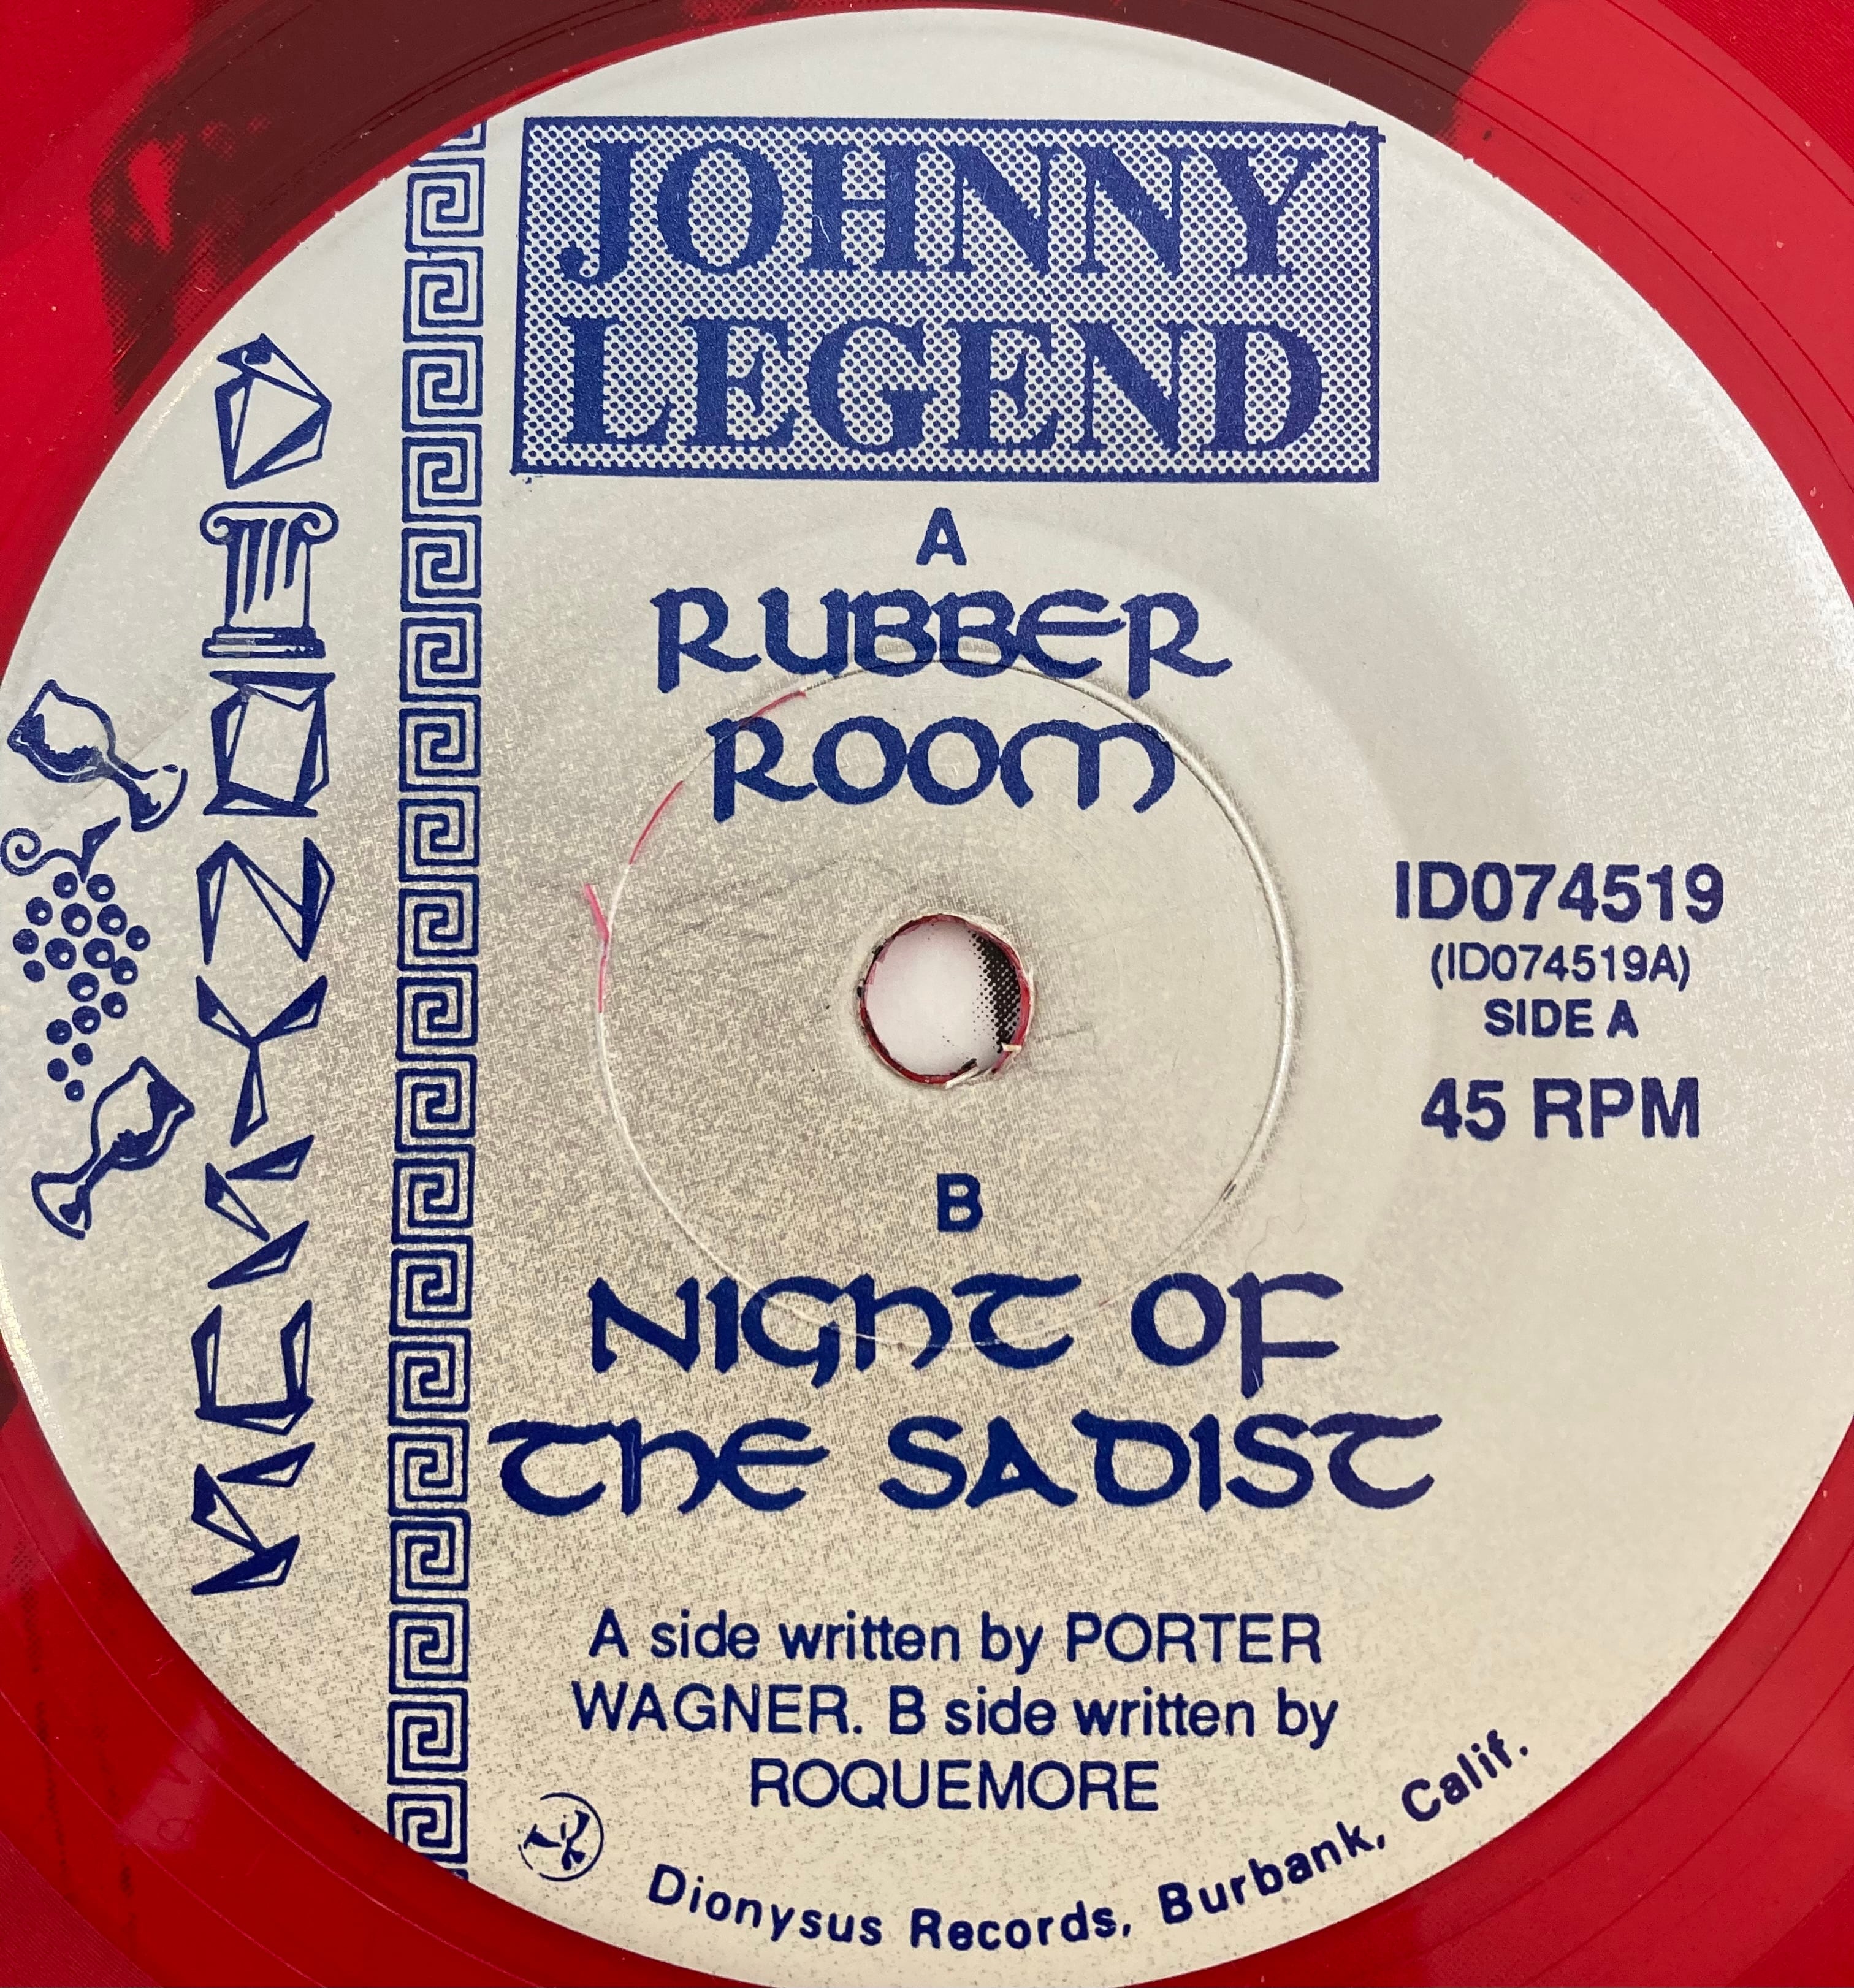 JOHNNY
LEGEND
A
RUBBER
ROOM
DIONYSUS
ID074519
(ID074519A)
SIDE A
45 RPM
B
NIGHT OF
THE SADIST
A side written by PORTER
WAGNER. B side written by
ROQUEMORE
Dionysus Records, Burbank, Calif.